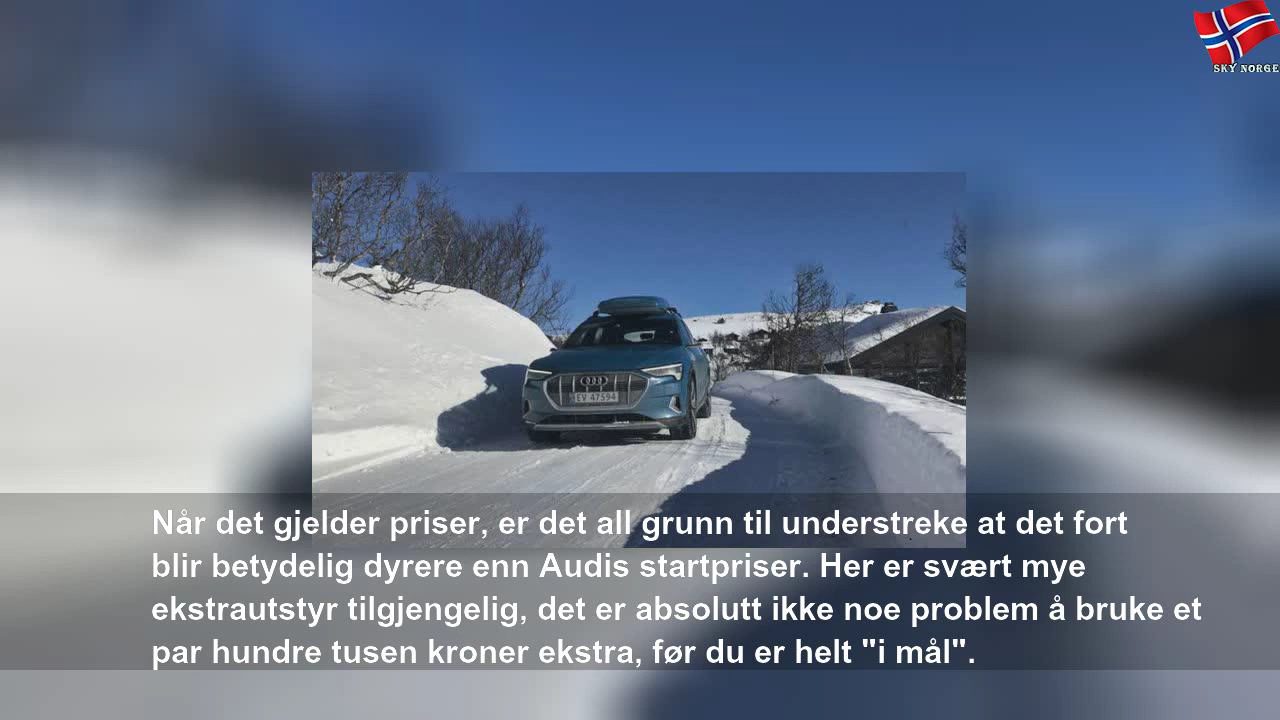 SKY NORGE
EV 47594
Når det gjelder priser, er det all grunn til understreke at det fort
blir betydelig dyrere enn Audis startpriser. Her er svært mye
ekstrautstyr tilgjengelig, det er absolutt ikke noe problem å bruke et
par hundre tusen kroner ekstra, før du er helt "i mål".